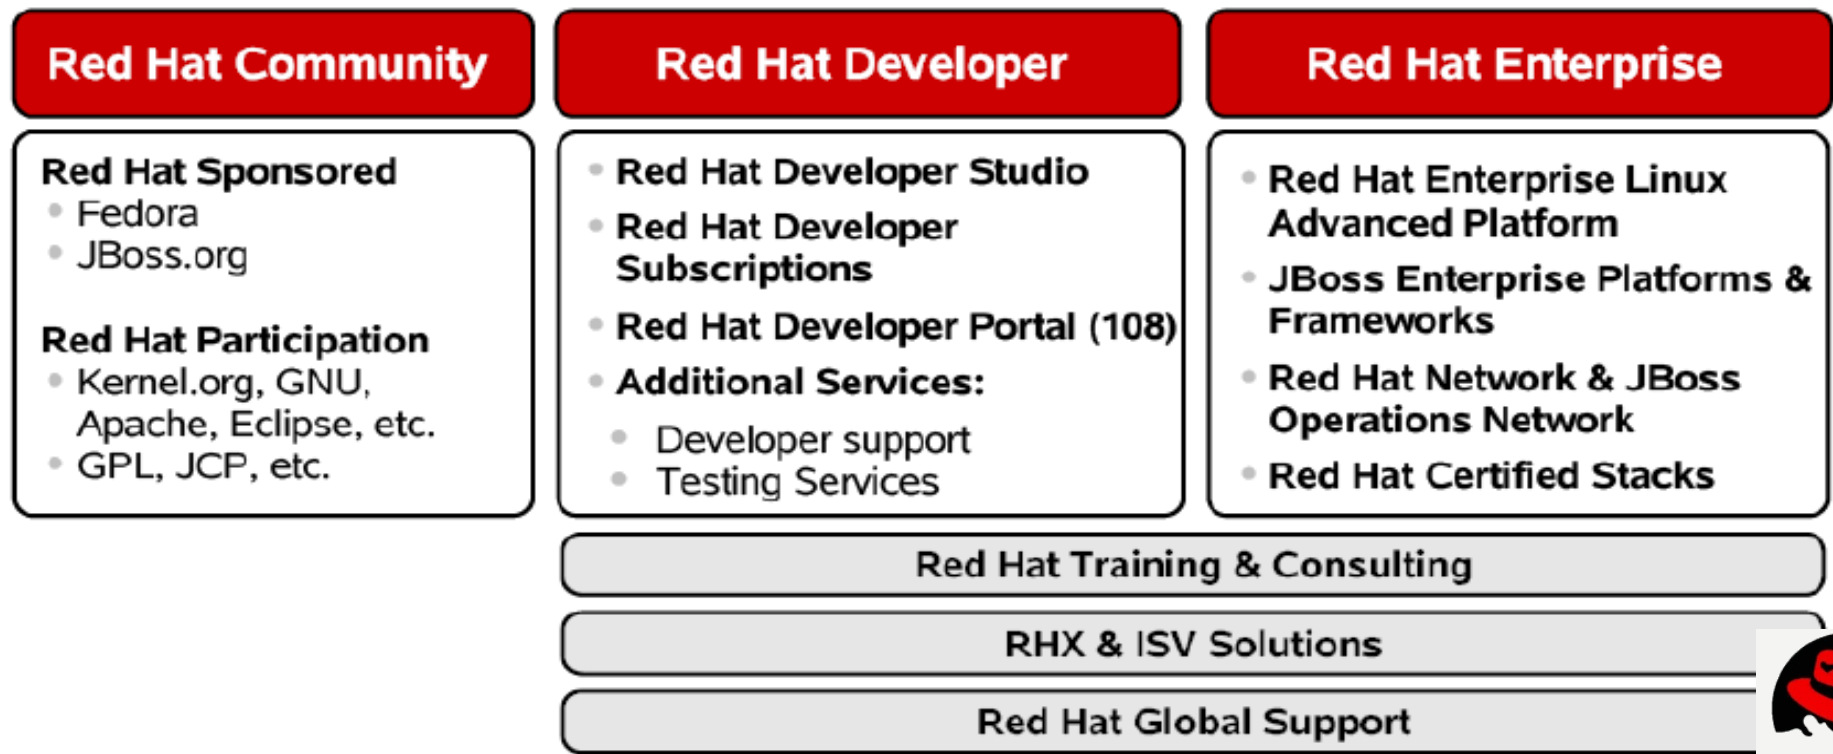 Red Hat Community
Red Hat Sponsored
Fedora
JBoss.org
Red Hat Participation
Kernel.org, GNU,
Apache, Eclipse, etc.
GPL, JCP, etc.
Red Hat Developer
Red Hat Developer Studio
Red Hat Developer
Subscriptions
Red Hat Developer Portal (108)
Additional Services:
Developer support
Testing Services
Red Hat Enterprise
Red Hat Enterprise Linux
Advanced Platform
JBoss Enterprise Platforms &
Frameworks
Red Hat Network & JBoss
Operations Network
Red Hat Certified Stacks
Red Hat Training & Consulting
RHX & ISV Solutions
Red Hat Global Support